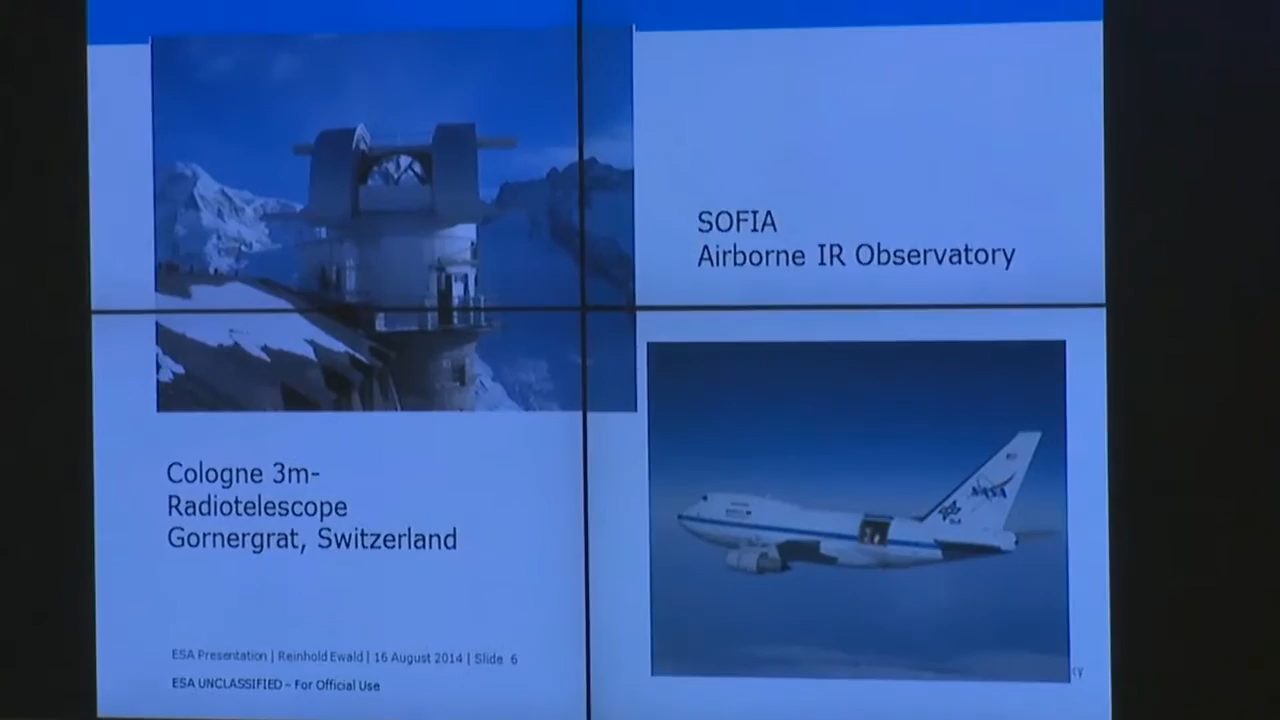 SOFIA
Airborne IR Observatory
Cologne 3m-
Radiotelescope
Gornergrat, Switzerland
NASA
ESA Presentation | Reinhold Ewald | 16 August 2014 | Slide 6
ESA UNCLASSIFIED – For Official Use